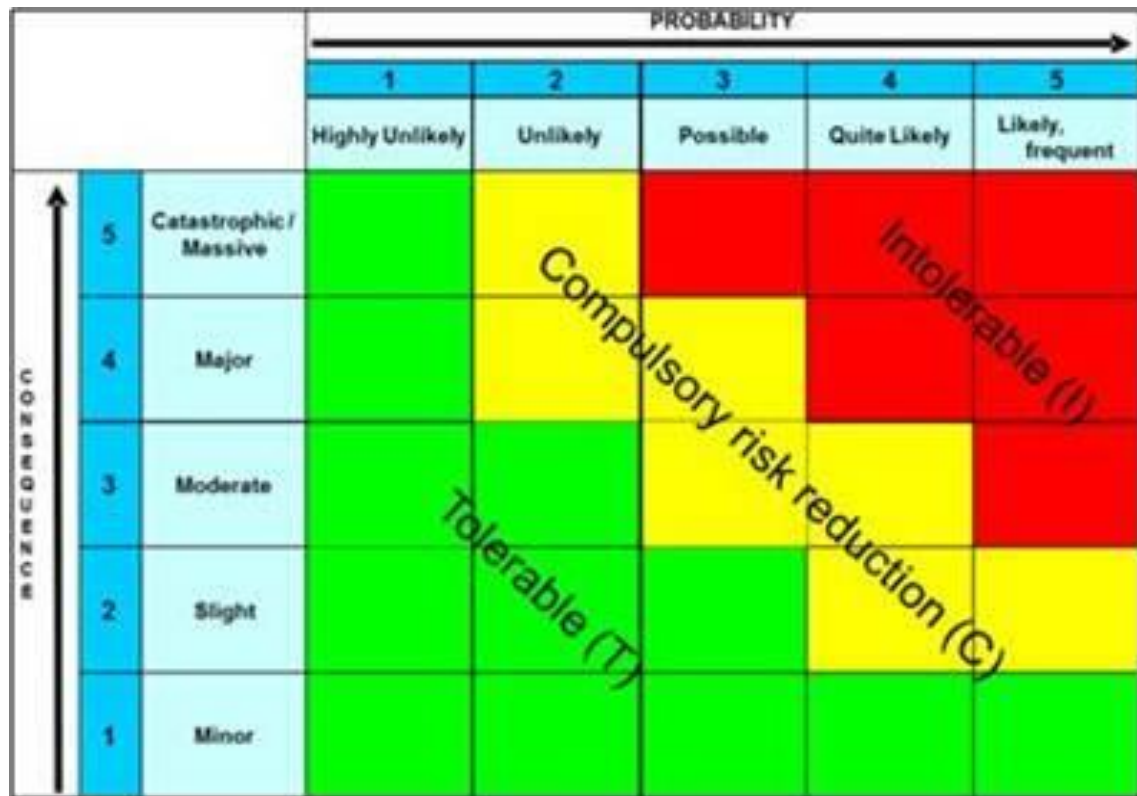 PROBABILITY
1 2 3 4 5
Highly Unlikely Unlikely Possible Quite Likely Likely,
frequent
CONSEQUENCE
5 Catastrophic /
Massive
4 Major
3 Moderate
2 Slight
1 Minor
Intolerable (I)
Compulsory risk reduction (C)
Tolerable (T)